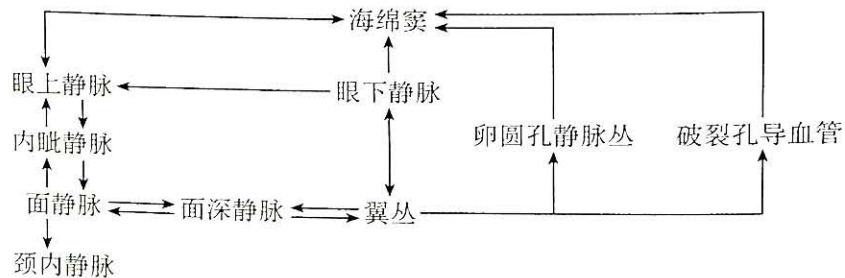 海绵窦
眼上静脉
眼下静脉
内眦静脉
卵圆孔静脉丛
破裂孔导血管
面静脉
面深静脉
翼丛
颈内静脉